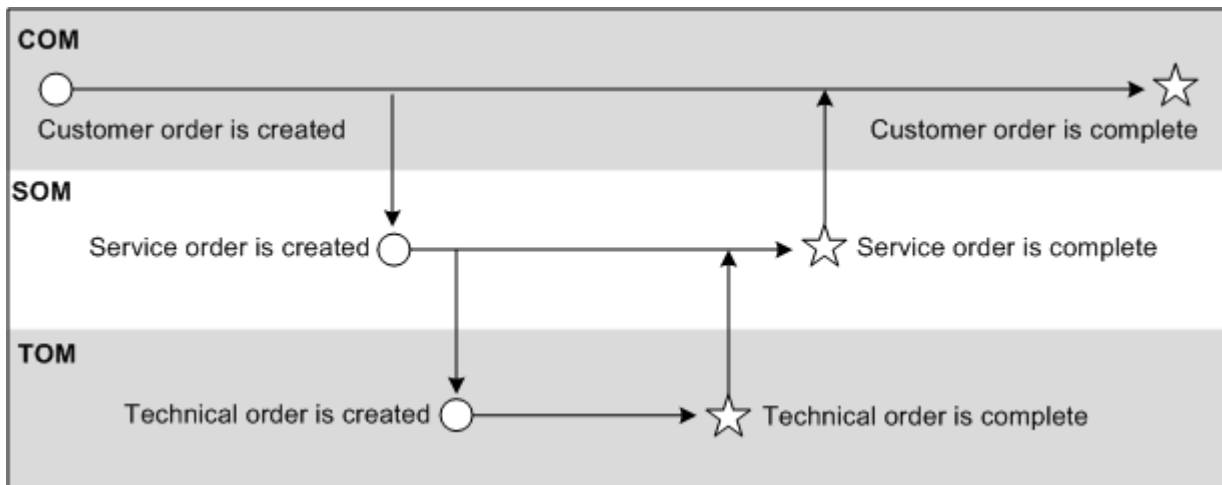 COM
Customer order is created
Customer order is complete
SOM
Service order is created
Service order is complete
TOM
Technical order is created
Technical order is complete